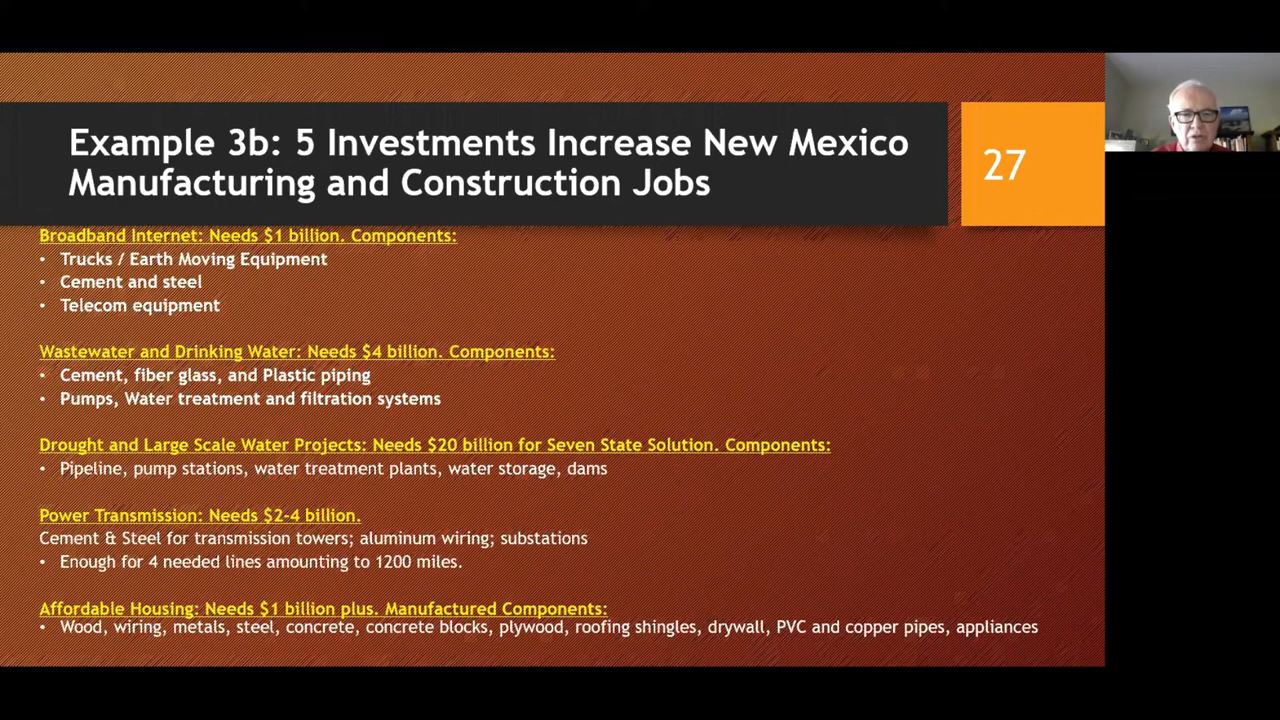 Example 3b: 5 Investments Increase New Mexico
Manufacturing and Construction Jobs
27
Broadband Internet: Needs $1 billion. Components:
• Trucks / Earth Moving Equipment
• Cement and steel
• Telecom equipment
Wastewater and Drinking Water: Needs $4 billion. Components:
• Cement, fiber glass, and Plastic piping
• Pumps, Water treatment and filtration systems
Drought and Large Scale Water Projects: Needs $20 billion for Seven State Solution. Components:
• Pipeline, pump stations, water treatment plants, water storage, dams
Power Transmission: Needs $2-4 billion.
Cement & Steel for transmission towers; aluminum wiring; substations
• Enough for 4 needed lines amounting to 1200 miles.
Affordable Housing: Needs $1 billion plus. Manufactured Components:
• Wood, wiring, metals, steel, concrete, concrete blocks, plywood, roofing shingles, drywall, PVC and copper pipes, appliances